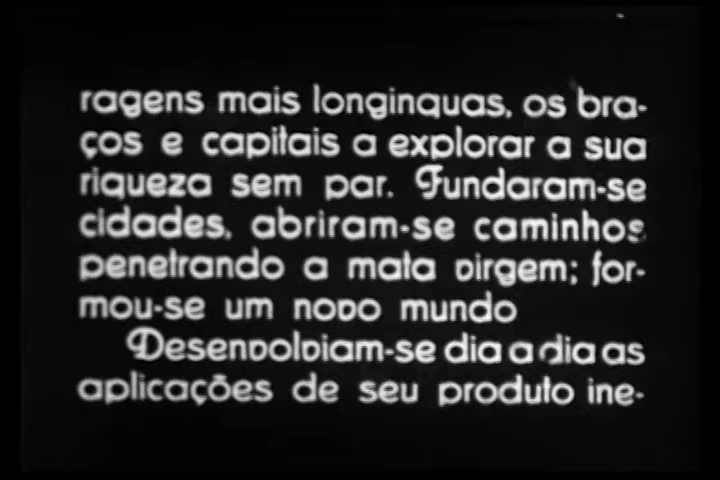 ragens mais longinquas, os bra-
ços e capitais a explorar a sua
riqueza sem par. Fundaram-se
cidades, abriram-se caminhos
penetrando a mata virgem; for-
mou-se um novo mundo
Desenvolviam-se dia a dia as
aplicações de seu produto ine-